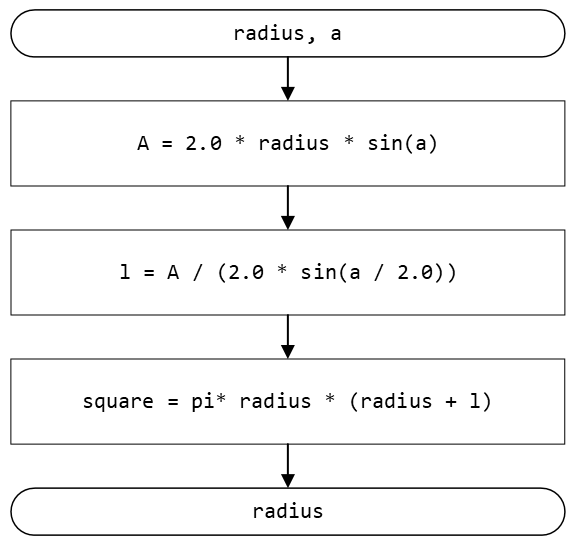 radius, a
A = 2.0 * radius * sin(a)
l = A / (2.0 * sin(a / 2.0))
square = pi* radius * (radius + l)
radius